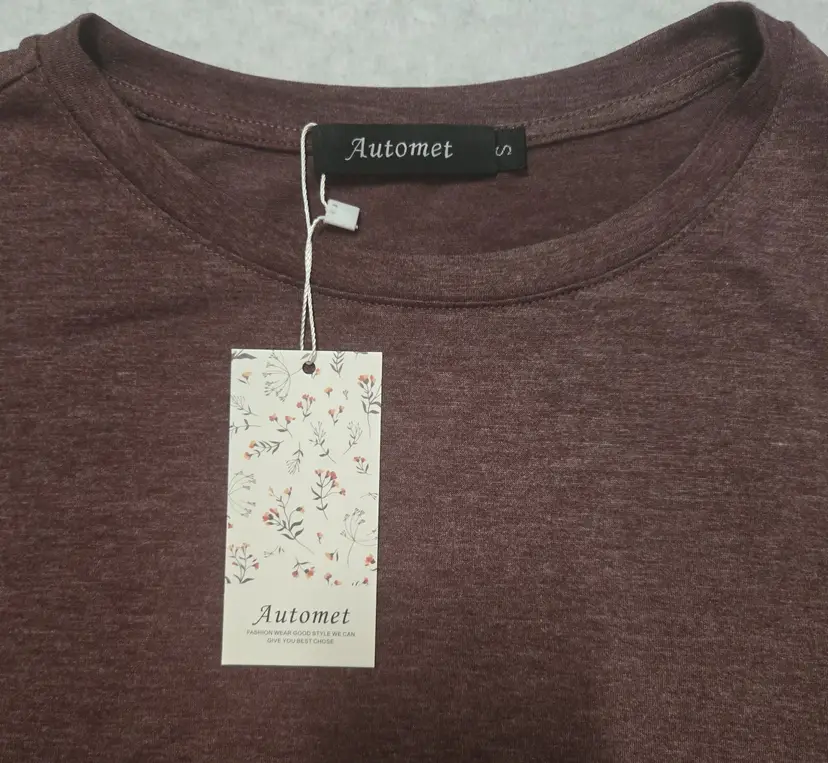 Automet
S
Automet
FASHION WEAR GOOD STYLE WE CAN
GIVE YOU BEST CHOSE